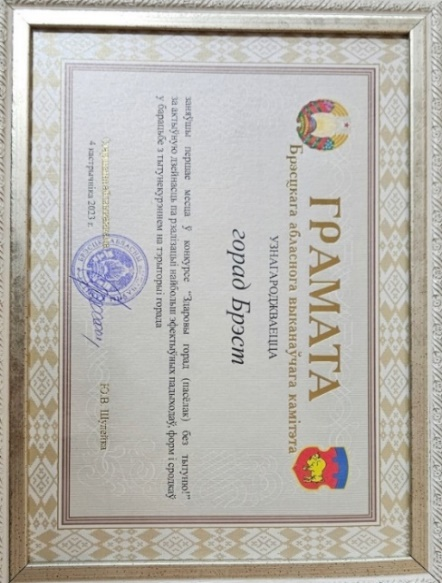 ГРАМАТА
Брэсцкага абласнога выканаўчага камітэта
УЗНАГАРОДЖВАЕЦЦА
горад Брэст
заняўшы першае месца ў конкурсе "Здаровы горад (пасёлак) без тытуню!"
за актыўную дзейнасць па рэалізацыі найбольш эфектыўных падыходаў, форм і сродкаў
у барацьбе з тытунекурэннем на тэрыторыі горада
Ю.В. Шулейка
4 кастрычніка 2023 г.